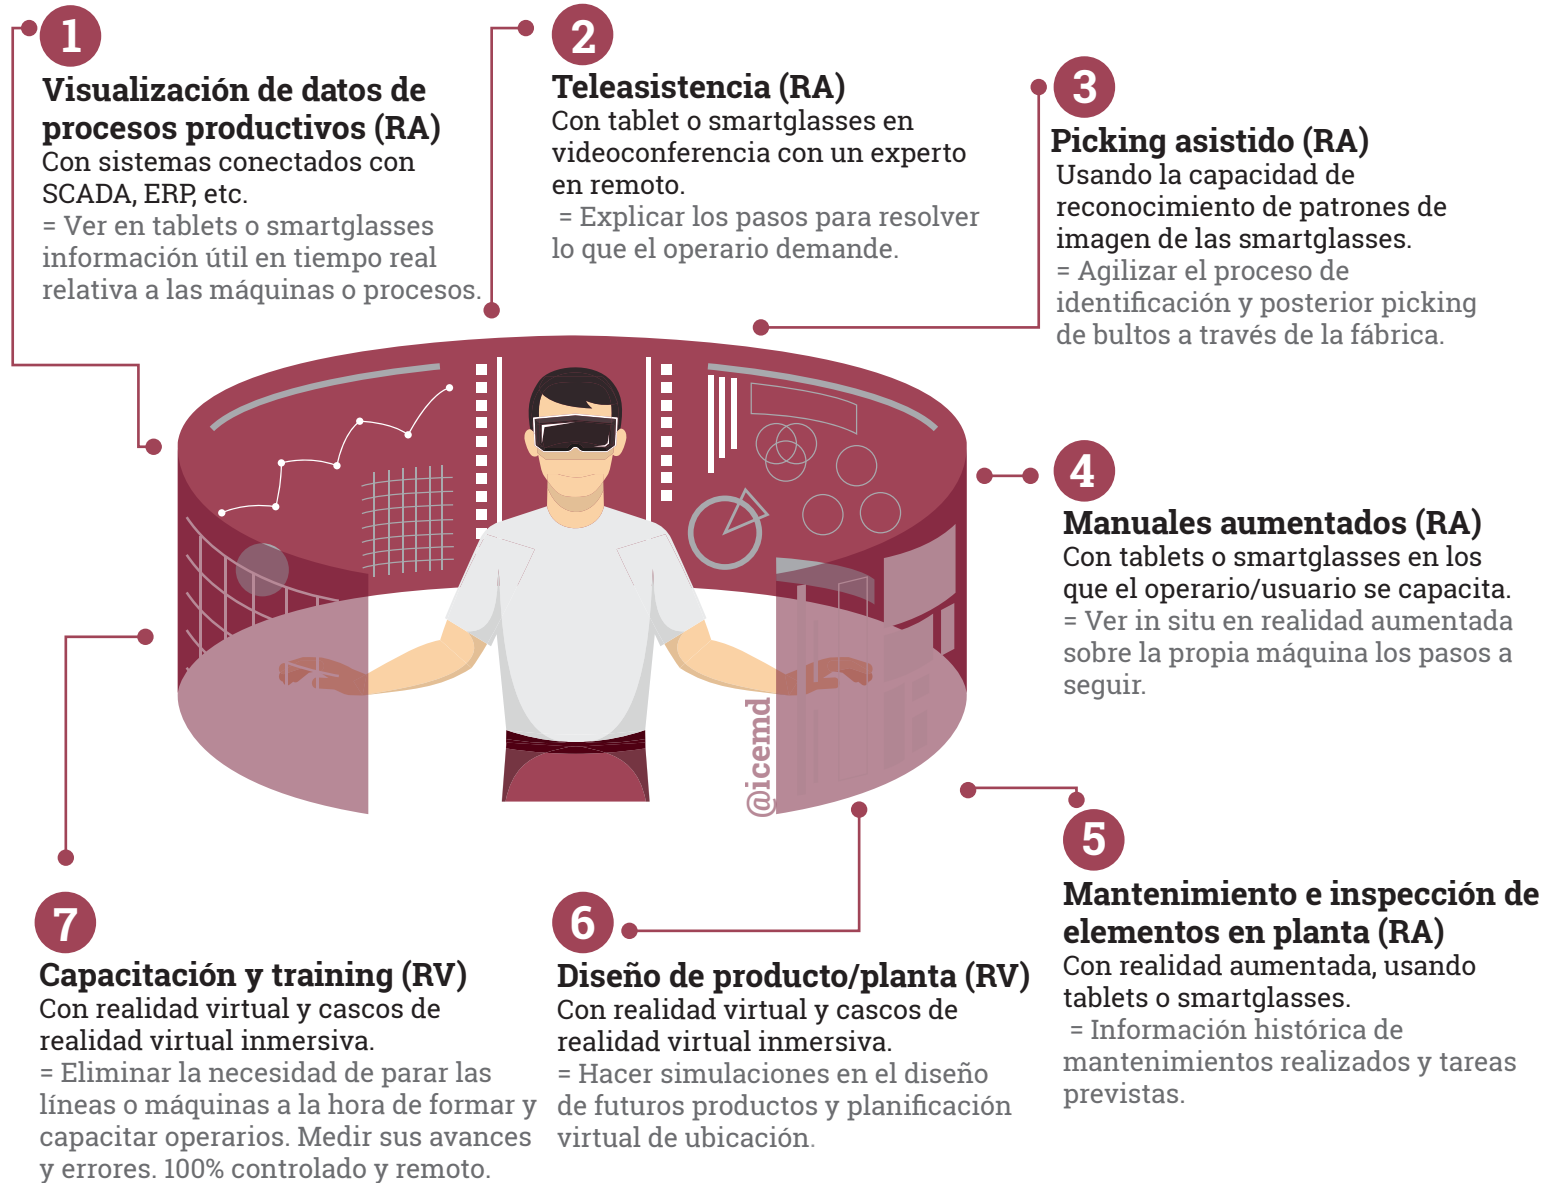 1
Visualización de datos de
procesos productivos (RA)
Con sistemas conectados con
SCADA, ERP, etc.
= Ver en tablets o smartglasses
información útil en tiempo real
relativa a las máquinas o procesos.
2
Teleasistencia (RA)
Con tablet o smartglasses en
videoconferencia con un experto
en remoto.
= Explicar los pasos para resolver
lo que el operario demande.
3
Picking asistido (RA)
Usando la capacidad de
reconocimiento de patrones de
imagen de las smartglasses.
= Agilizar el proceso de
identificación y posterior picking
de bultos a través de la fábrica.
4
Manuales aumentados (RA)
Con tablets o smartglasses en los
que el operario/usuario se capacita.
= Ver in situ en realidad aumentada
sobre la propia máquina los pasos a
seguir.
@icemd
5
Mantenimiento e inspección de
elementos en planta (RA)
Con realidad aumentada, usando
tablets o smartglasses.
= Información histórica de
mantenimientos realizados y tareas
previstas.
6
Diseño de producto/planta (RV)
Con realidad virtual y cascos de
realidad virtual inmersiva.
= Hacer simulaciones en el diseño
de futuros productos y planificación
virtual de ubicación.
7
Capacitación y training (RV)
Con realidad virtual y cascos de
realidad virtual inmersiva.
= Eliminar la necesidad de parar las
líneas o máquinas a la hora de formar y
capacitar operarios. Medir sus avances
y errores. 100% controlado y remoto.